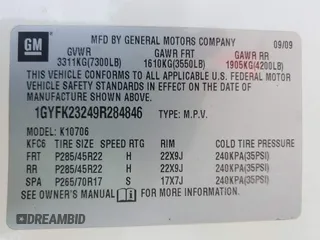 GM
MFD BY GENERAL MOTORS COMPANY 09/09
GVWR GAWR FRT GAWR RR
3311KG(7300LB) 1610KG(3550LB) 1905KG(4200LB)
THIS VEHICLE CONFORMS TO ALL APPLICABLE U.S. FEDERAL MOTOR VEHICLE SAFETY, BUMPER, AND THEFT PREVENTION STANDARDS IN EFFECT ON THE DATE OF MANUFACTURE SHOWN ABOVE.
1GYFK23249R284846 TYPE: M.P.V.
MODEL: K10706
KFC6 TIRE SIZE SPEED RTG RIM COLD TIRE PRESSURE
FRT P285/45R22 H 22X9J 240KPA(35PSI)
RR P285/45R22 H 22X9J 240KPA(35PSI)
SPA P265/70R17 S 17X7J 240KPA(35PSI)
SEE OWNER'S MANUAL FOR MORE INFORMATION.
DREAMBID